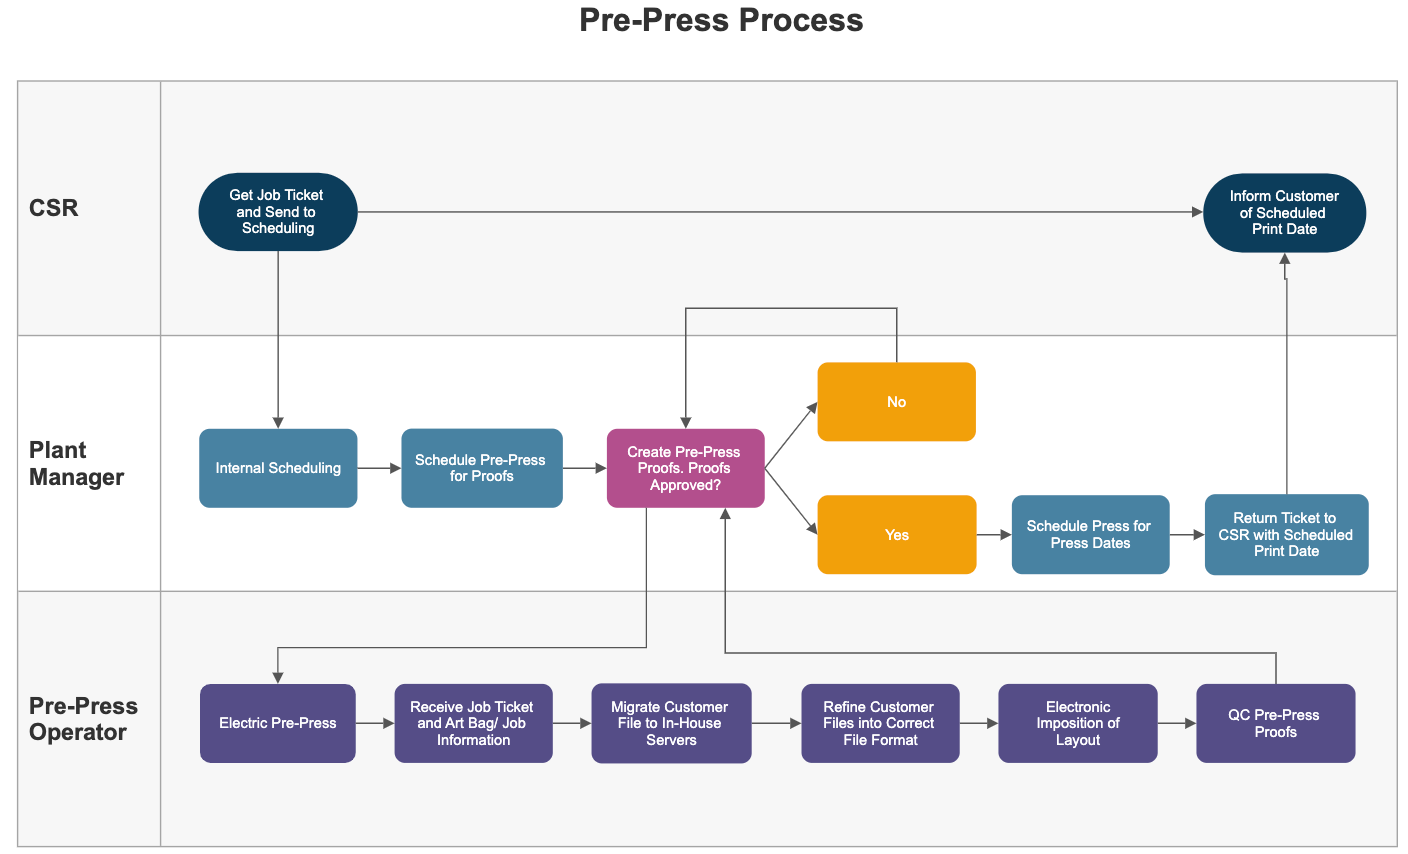 Pre-Press Process
CSR
Get Job Ticket
and Send to
Scheduling
Inform Customer
of Scheduled
Print Date
Plant
Manager
Internal Scheduling
Schedule Pre-Press
for Proofs
Create Pre-Press
Proofs. Proofs
Approved?
No
Yes
Schedule Press for
Press Dates
Return Ticket to
CSR with Scheduled
Print Date
Pre-Press
Operator
Electric Pre-Press
Receive Job Ticket
and Art Bag/ Job
Information
Migrate Customer
File to In-House
Servers
Refine Customer
Files into Correct
File Format
Electronic
Imposition of
Layout
QC Pre-Press
Proofs